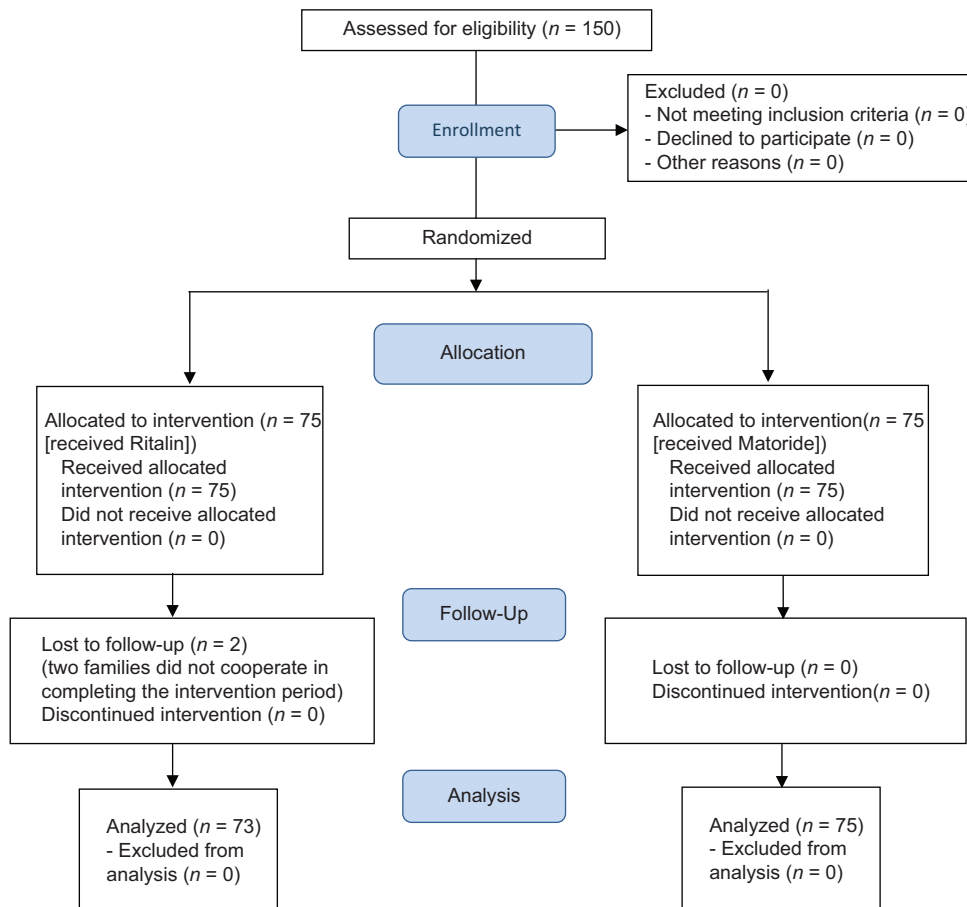 Assessed for eligibility (n = 150)
Enrollment
Excluded (n = 0)
- Not meeting inclusion criteria (n = 0)
- Declined to participate (n = 0)
- Other reasons (n = 0)
Randomized
Allocation
Allocated to intervention (n = 75
[received Ritalin])
Received allocated
intervention (n = 75)
Did not receive allocated
intervention (n = 0)
Allocated to intervention(n = 75
[received Matoride])
Received allocated
intervention (n = 75)
Did not receive allocated
intervention (n = 0)
Follow-Up
Lost to follow-up (n = 2)
(two families did not cooperate in
completing the intervention period)
Discontinued intervention (n = 0)
Lost to follow-up (n = 0)
Discontinued intervention(n = 0)
Analysis
Analyzed (n = 73)
- Excluded from
analysis (n = 0)
Analyzed (n = 75)
- Excluded from
analysis (n = 0)